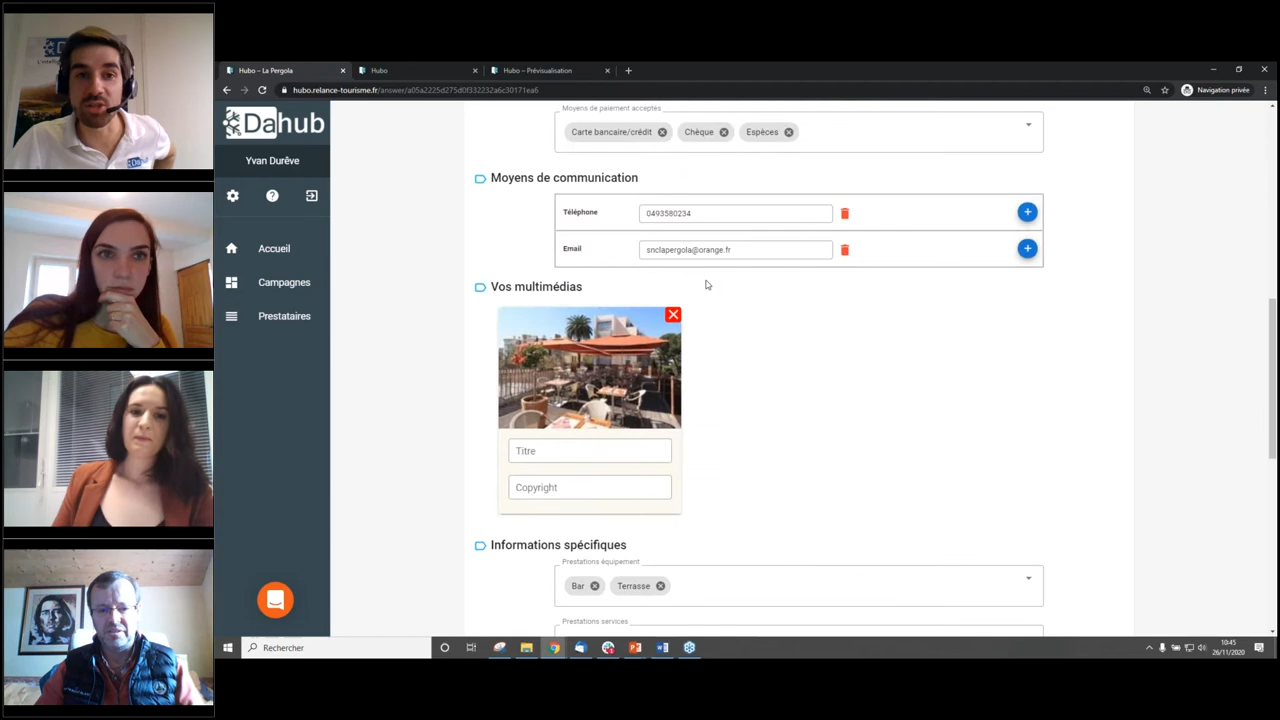 Hubo – La Pergola
Hubo
Hubo – Prévisualisation
hubo.relance-tourisme.fr/answer/a05a2225d275d0f332232a6c30171ea6
Navigation privée
Dahub
Yvan Durêve
Accueil
Campagnes
Prestataires
Moyens de paiement acceptés
Carte bancaire/crédit
Chèque
Espèces
Moyens de communication
Téléphone
0493580234
Email
snclapergola@orange.fr
Vos multimédias
Titre
Copyright
Informations spécifiques
Prestations équipement
Bar
Terrasse
Prestations services
Rechercher
10:45
26/11/2020